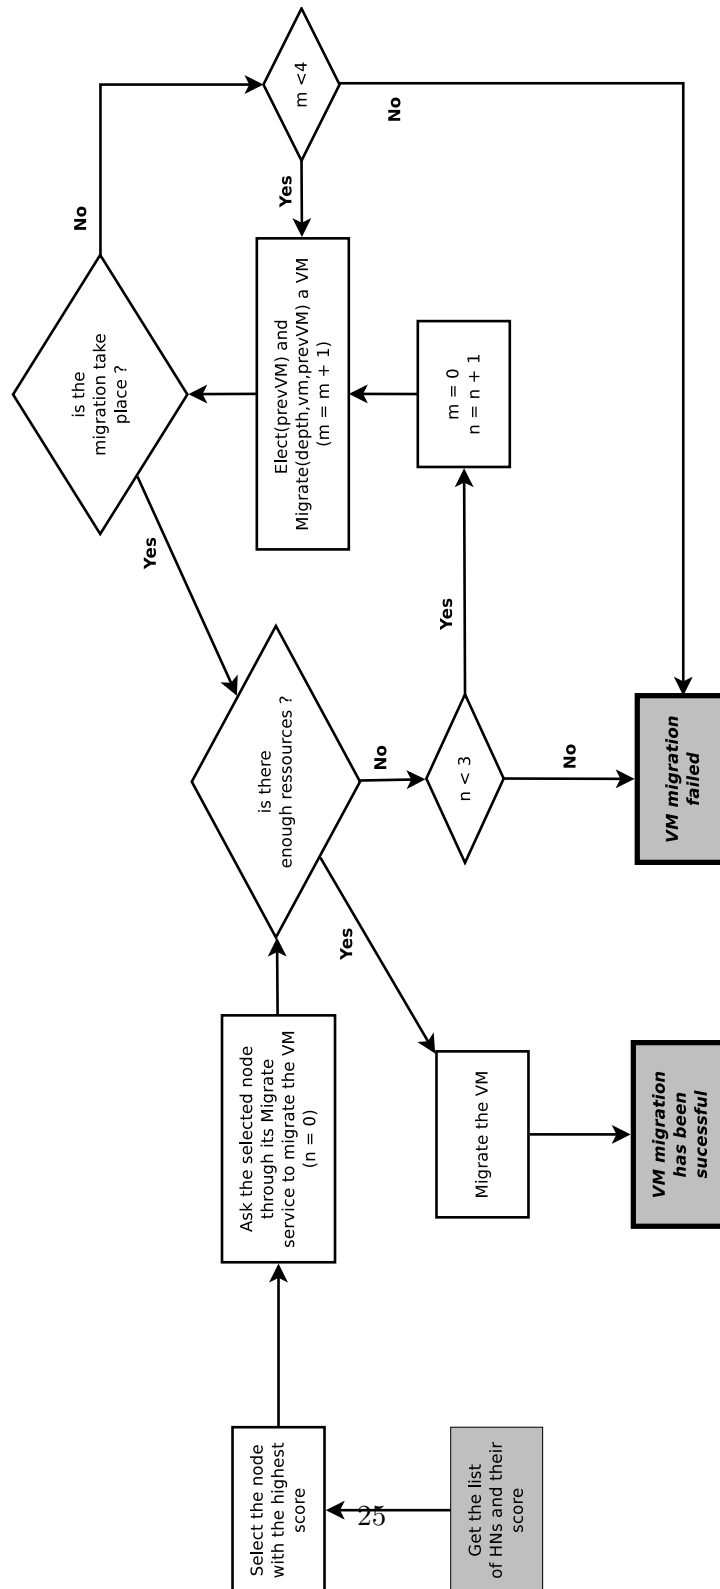 Get the list
of HNs and their
score
Select the node
with the highest
score
Ask the selected node
through its Migrate
service to migrate the VM
(n = 0)
is there
enough ressources ?
Yes
Migrate the VM
VM migration
has been
sucessful
No
n < 3
No
VM migration
failed
Yes
m = 0
n = n + 1
Elect(prevVM) and
Migrate(depth,vm,prevVM) a VM
(m = m + 1)
is the
migration take
place ?
Yes
No
m <4
Yes
No
25